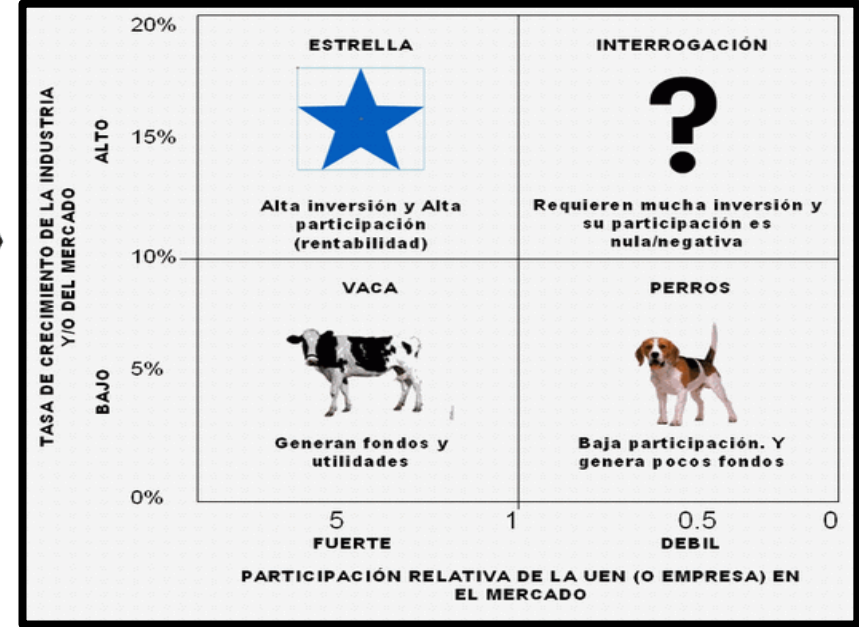 20%
ESTRELLA
INTERROGACIÓN
?
15%
ALTO
Alta inversión y Alta
participación
(rentabilidad)
Requieren mucha inversión y
su participación es
nula/negativa
10%
TASA DE CRECIMIENTO DE LA INDUSTRIA
Y/O DEL MERCADO
VACA
PERROS
5%
BAJO
Generan fondos y
utilidades
Baja participación. Y
genera pocos fondos
0%
5 1 0.5 0
FUERTE
DEBIL
PARTICIPACIÓN RELATIVA DE LA UEN (O EMPRESA) EN
EL MERCADO